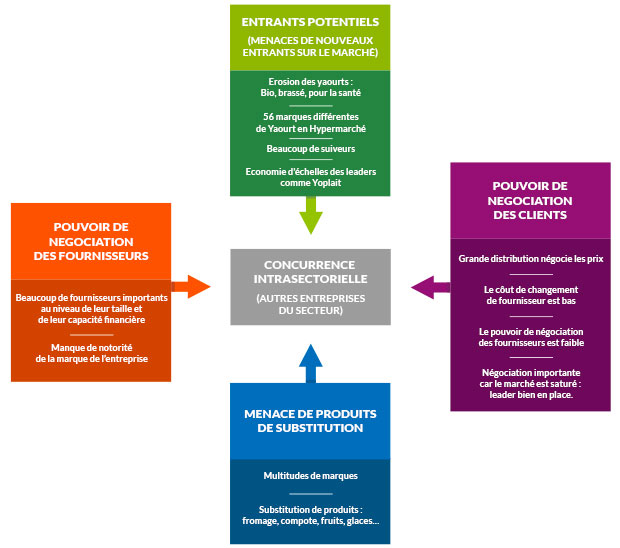 ENTRANTS POTENTIELS
(MENACES DE NOUVEAUX
ENTRANTS SUR LE MARCHÉ)
Erosion des yaourts :
Bio, brassé, pour la santé
56 marques différentes
de Yaourt en Hypermarché
Beaucoup de suiveurs
Economie d'échelles des leaders
comme Yoplait
POUVOIR DE
NEGOCIATION
DES FOURNISSEURS
Beaucoup de fournisseurs importants
au niveau de leur taille et
de leur capacité financière
Manque de notorité
de la marque de l'entreprise
CONCURRENCE
INTRASECTORIELLE
(AUTRES ENTREPRISES
DU SECTEUR)
POUVOIR DE
NEGOCIATION
DES CLIENTS
Grande distribution négocie les prix
Le côut de changement
de fournisseur est bas
Le pouvoir de négociation
des fournisseurs est faible
Négociation importante
car le marché est saturé :
leader bien en place.
MENACE DE PRODUITS
DE SUBSTITUTION
Multitudes de marques
Substitution de produits :
fromage, compote, fruits, glaces...